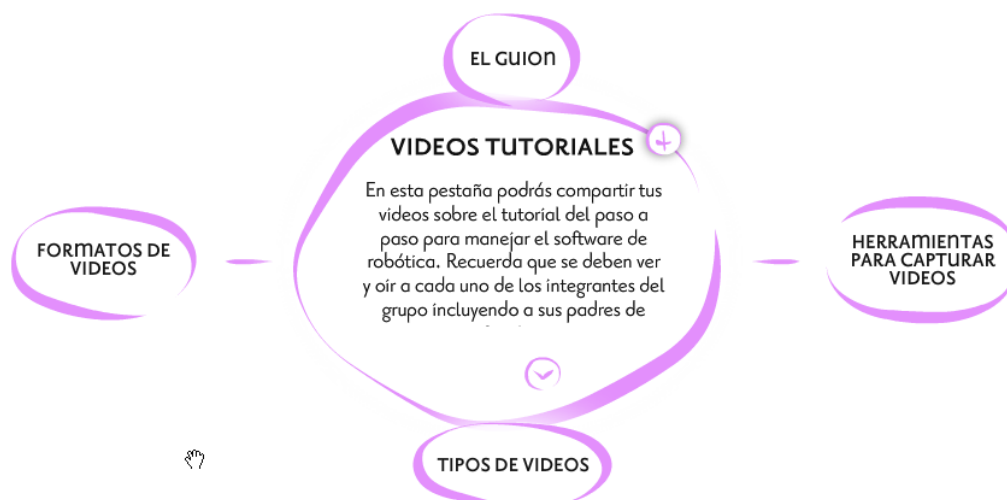 EL GUION
VIDEOS TUTORIALES
En esta pestaña podrás compartir tus
videos sobre el tutorial del paso a
paso para manejar el software de
robótica. Recuerda que se deben ver
y oír a cada uno de los integrantes del
grupo incluyendo a sus padres de
FORMATOS DE
VIDEOS
HERRAMIENTAS
PARA CAPTURAR
VIDEOS
TIPOS DE VIDEOS